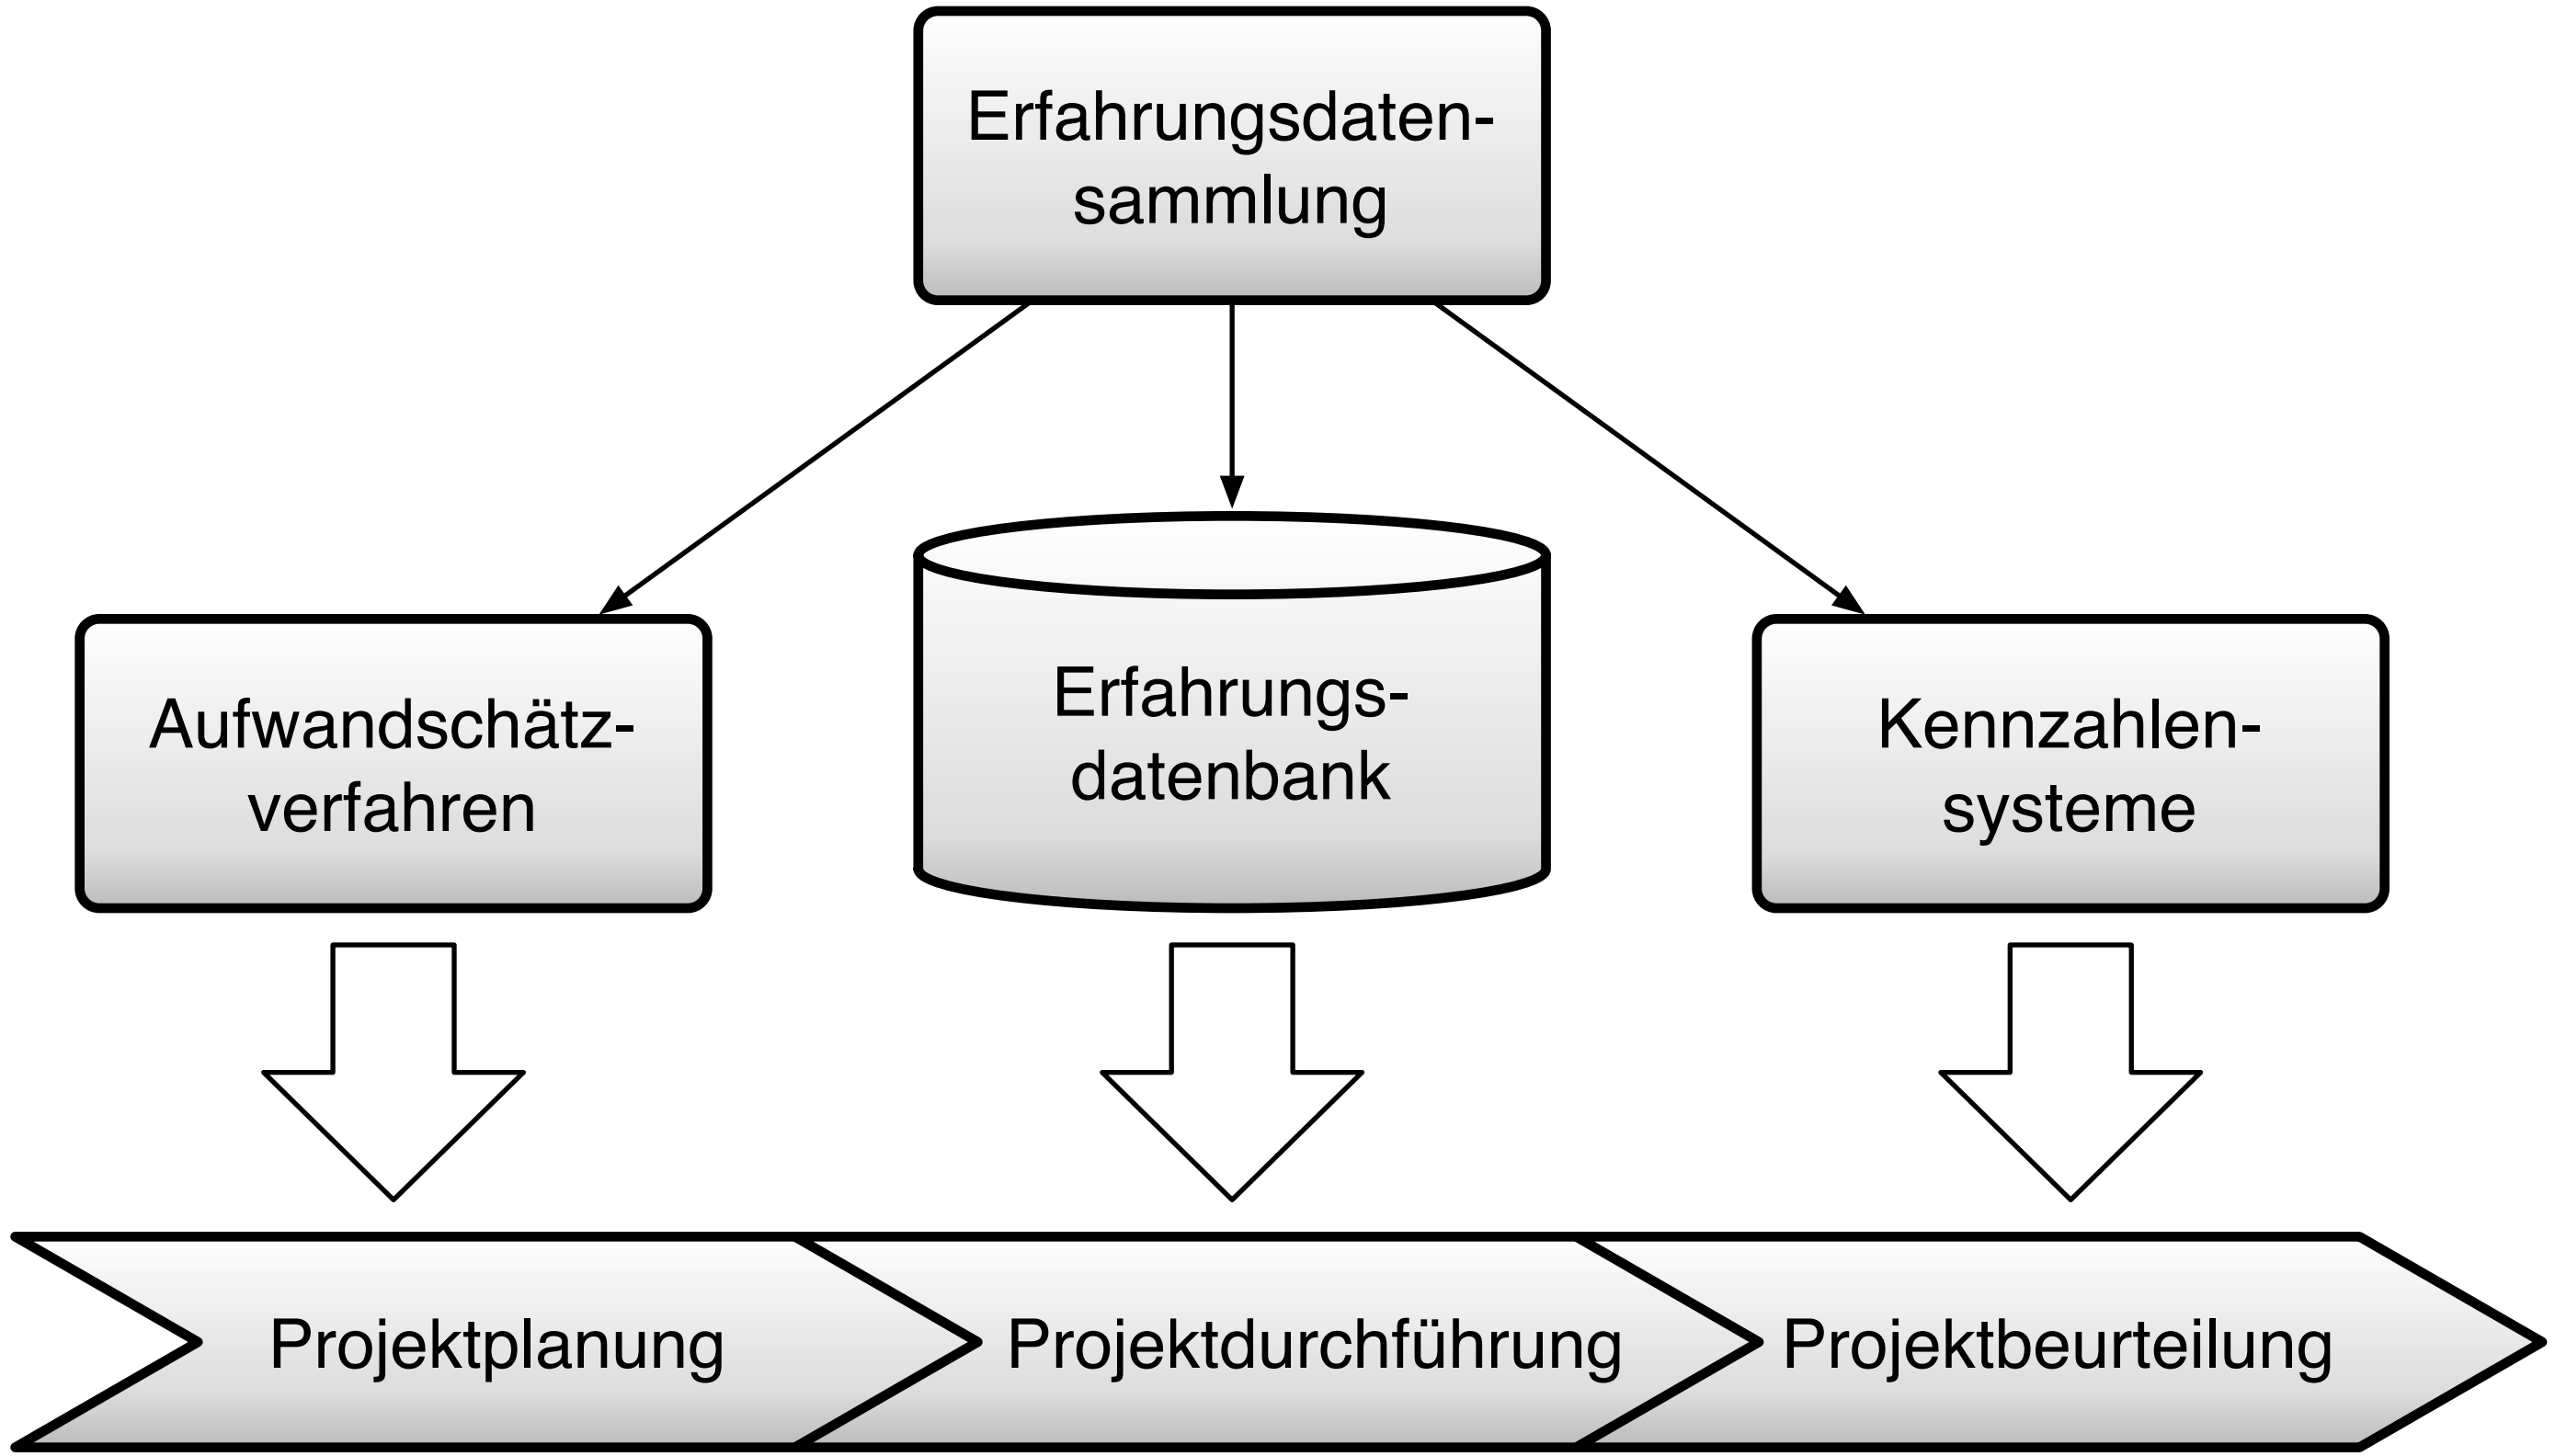 Erfahrungsdaten-
sammlung
Aufwandschätz-
verfahren
Erfahrungs-
datenbank
Kennzahlen-
systeme
Projektplanung
Projektdurchführung
Projektbeurteilung